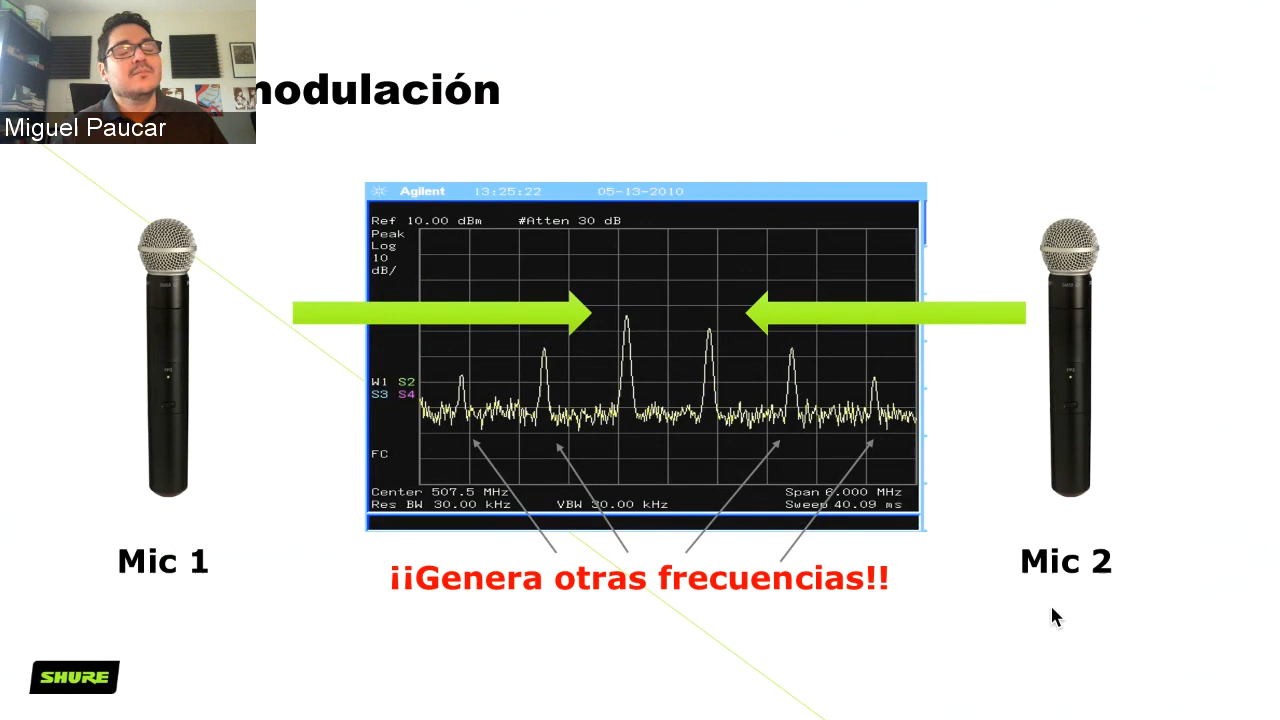 Miguel Paucar
modulación
Agilent 13:25:22 05-13-2010
Ref 10.00 dBm #Atten 30 dB
Peak
Log
10
dB/
W1 S2
S3 S4
FC
Center 507.5 MHz Span 6.000 MHz
Res BW 30.00 kHz VBW 30.00 kHz Sweep 40.09 ms
Mic 1
Mic 2
¡¡Genera otras frecuencias!!
SHURE